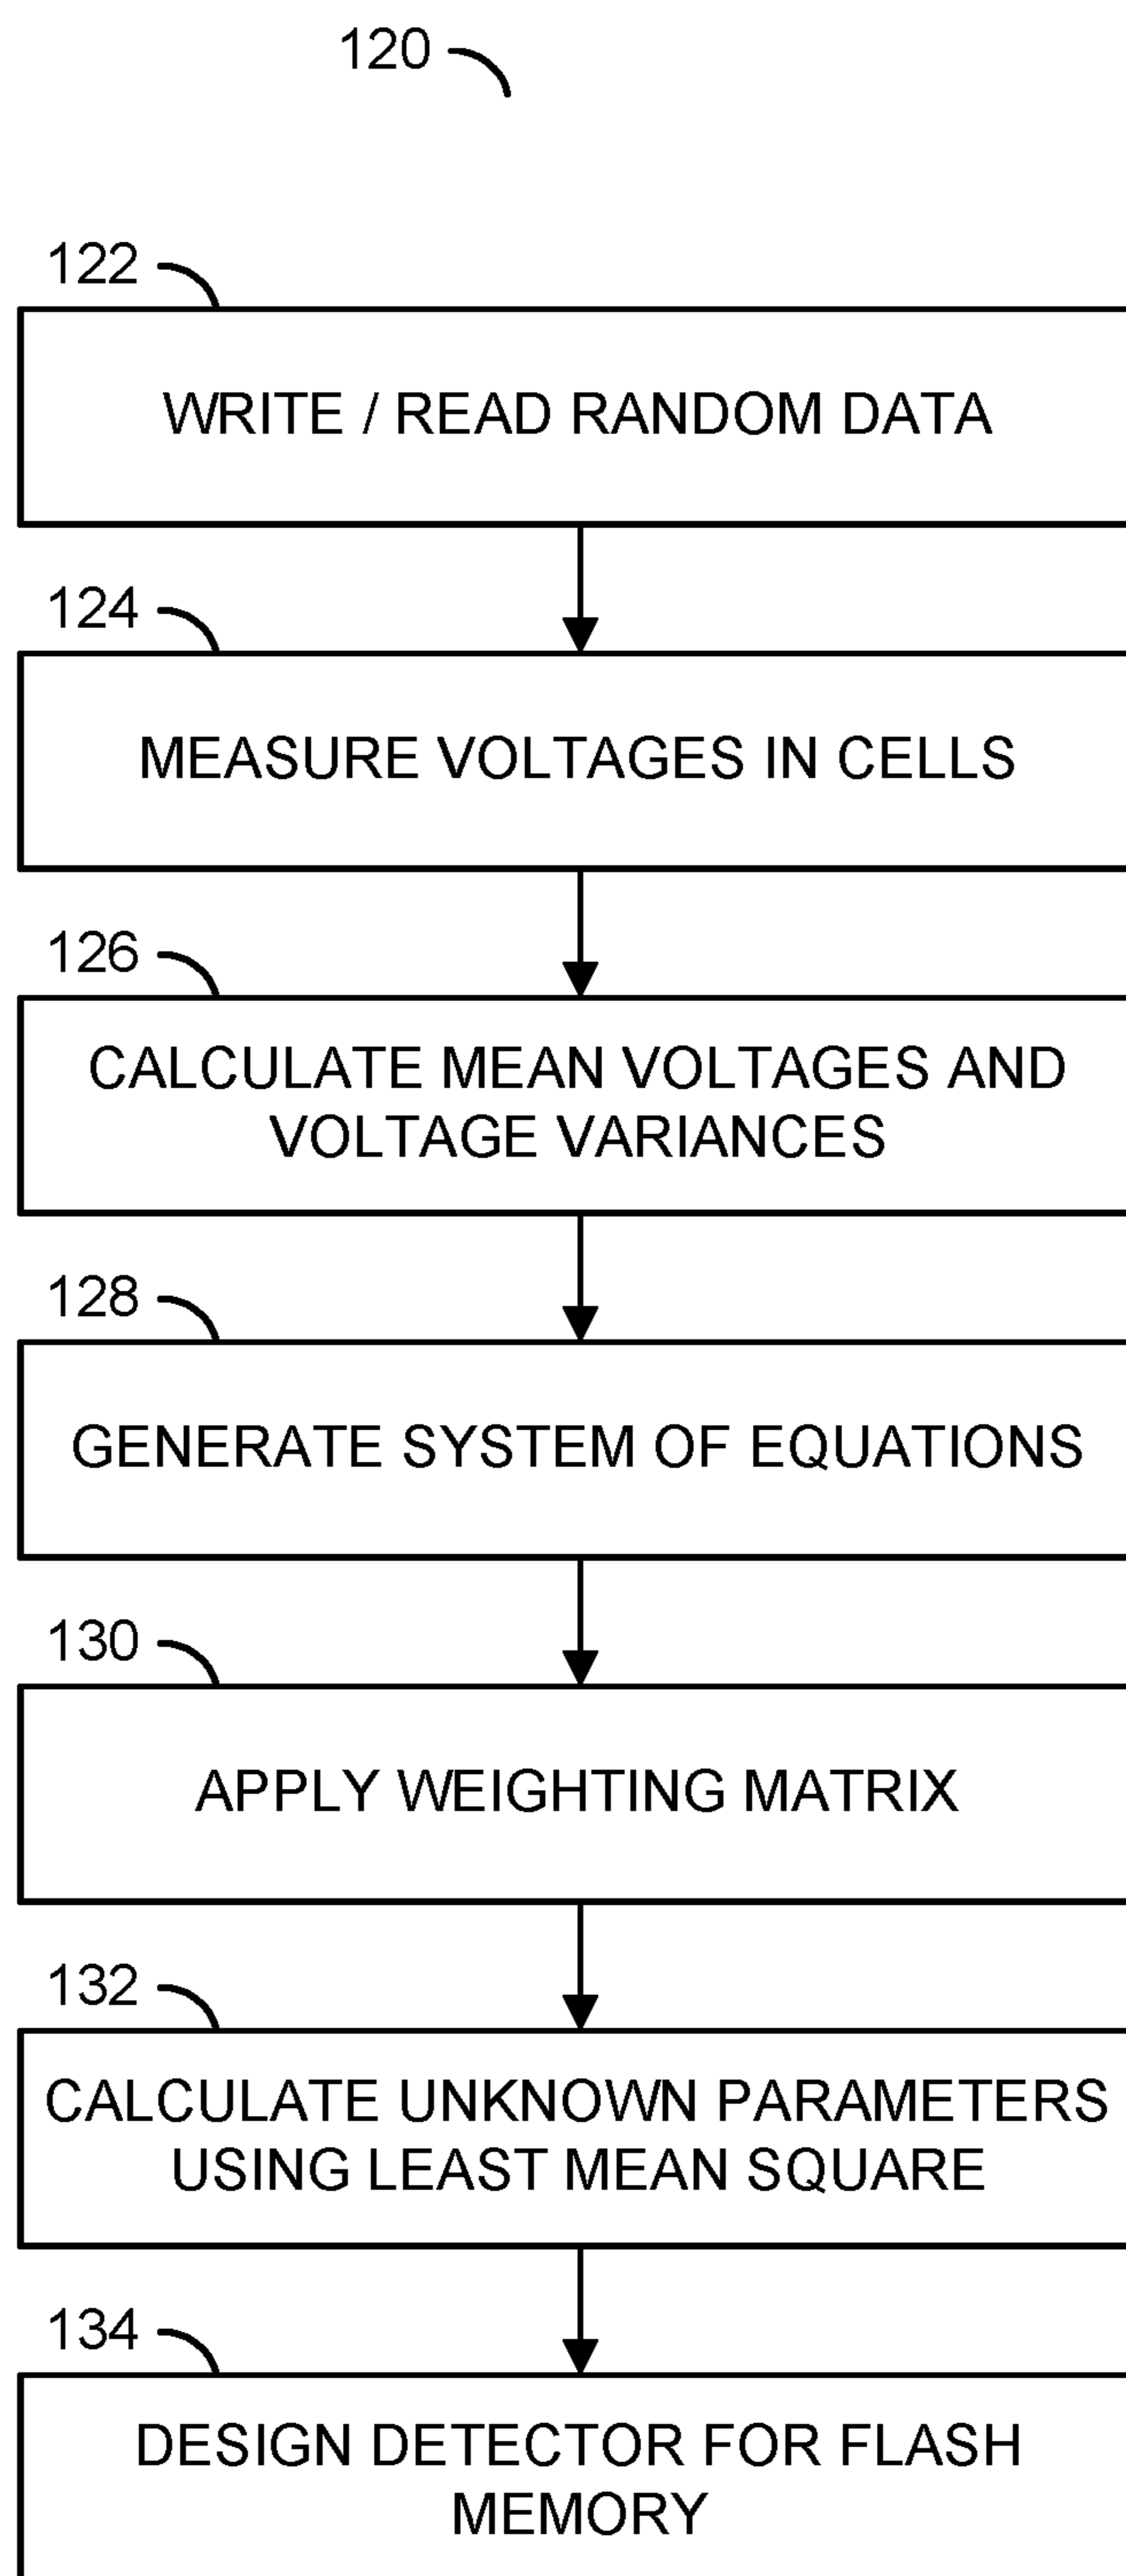 120
122
WRITE / READ RANDOM DATA
124
MEASURE VOLTAGES IN CELLS
126
CALCULATE MEAN VOLTAGES AND
VOLTAGE VARIANCES
128
GENERATE SYSTEM OF EQUATIONS
130
APPLY WEIGHTING MATRIX
132
CALCULATE UNKNOWN PARAMETERS
USING LEAST MEAN SQUARE
134
DESIGN DETECTOR FOR FLASH
MEMORY